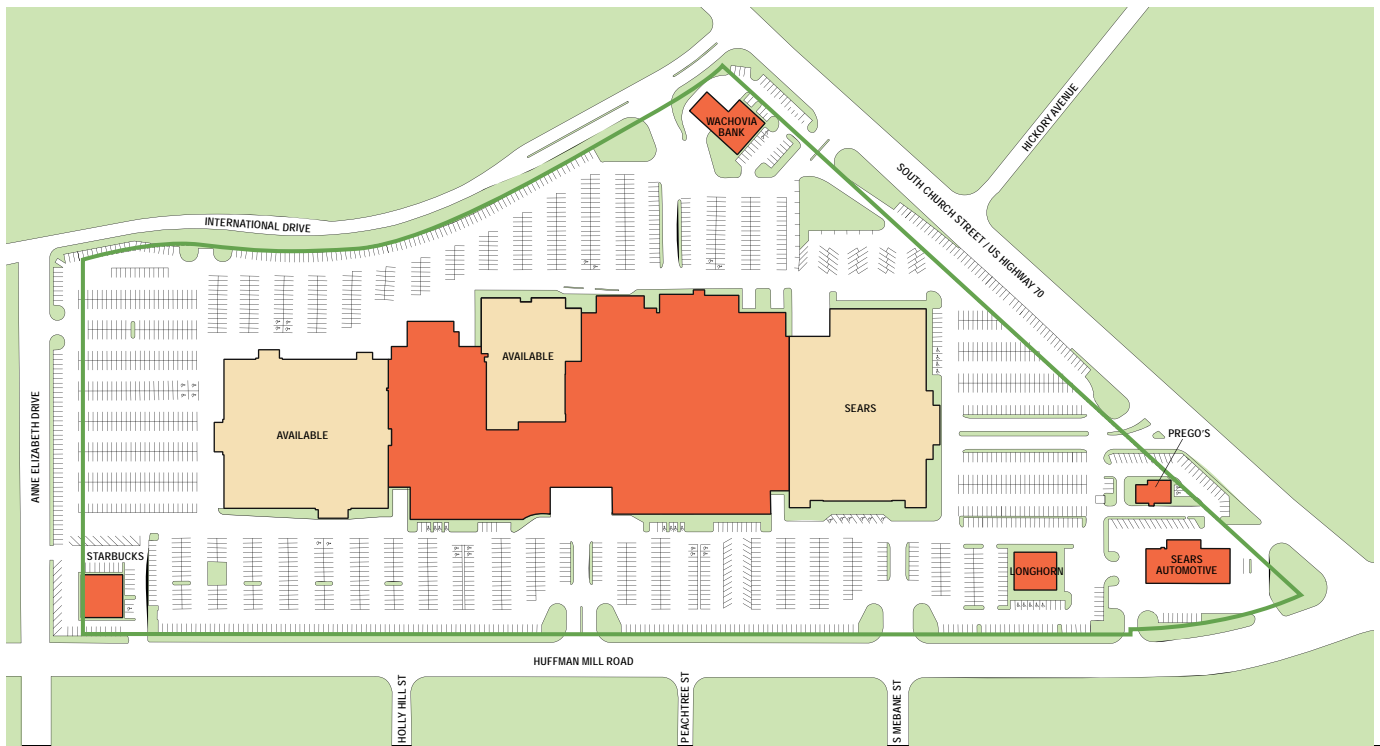 WACHOVIA
BANK
HICKORY AVENUE
SOUTH CHURCH STREET / US HIGHWAY 70
INTERNATIONAL DRIVE
AVAILABLE
SEARS
AVAILABLE
ANNE ELIZABETH DRIVE
PREGO'S
STARBUCKS
LONGHORN
SEARS
AUTOMOTIVE
HUFFMAN MILL ROAD
HOLLY HILL ST
PEACHTREE ST
S MEBANE ST